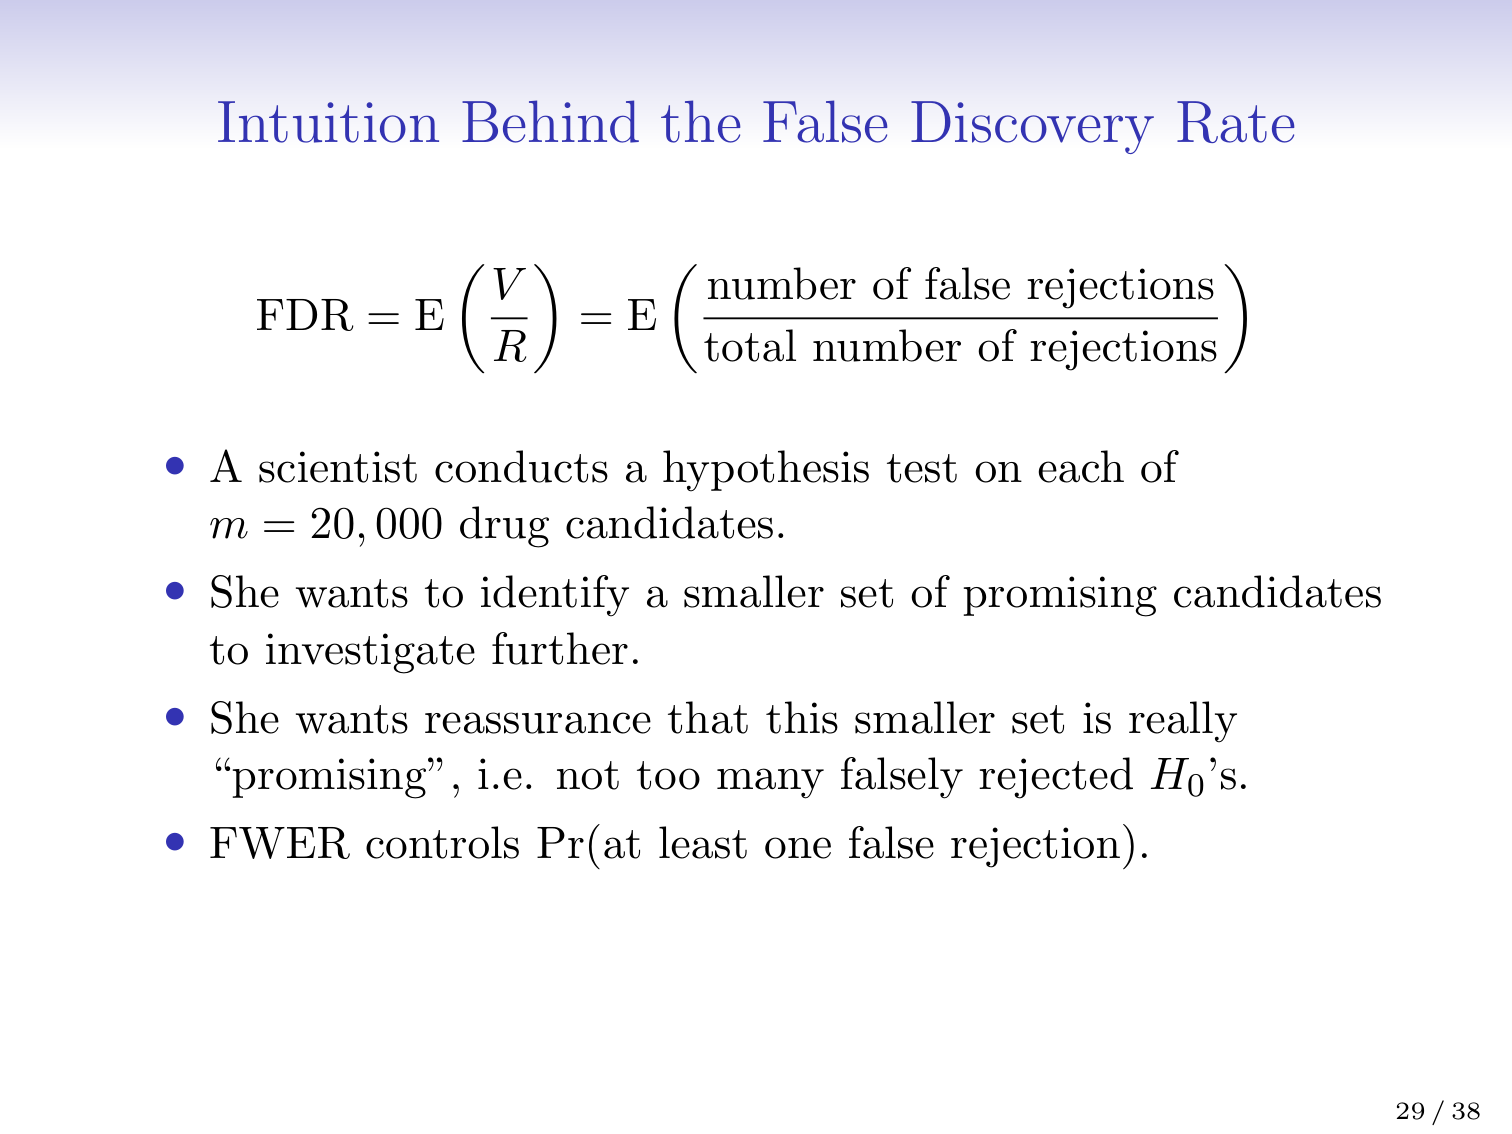 Intuition Behind the False Discovery Rate
FDR = E(V/R) = E(number of false rejections/total number of rejections)
• A scientist conducts a hypothesis test on each of
m = 20, 000 drug candidates.
• She wants to identify a smaller set of promising candidates
to investigate further.
• She wants reassurance that this smaller set is really
“promising”, i.e. not too many falsely rejected H₀’s.
• FWER controls Pr(at least one false rejection).
29 / 38